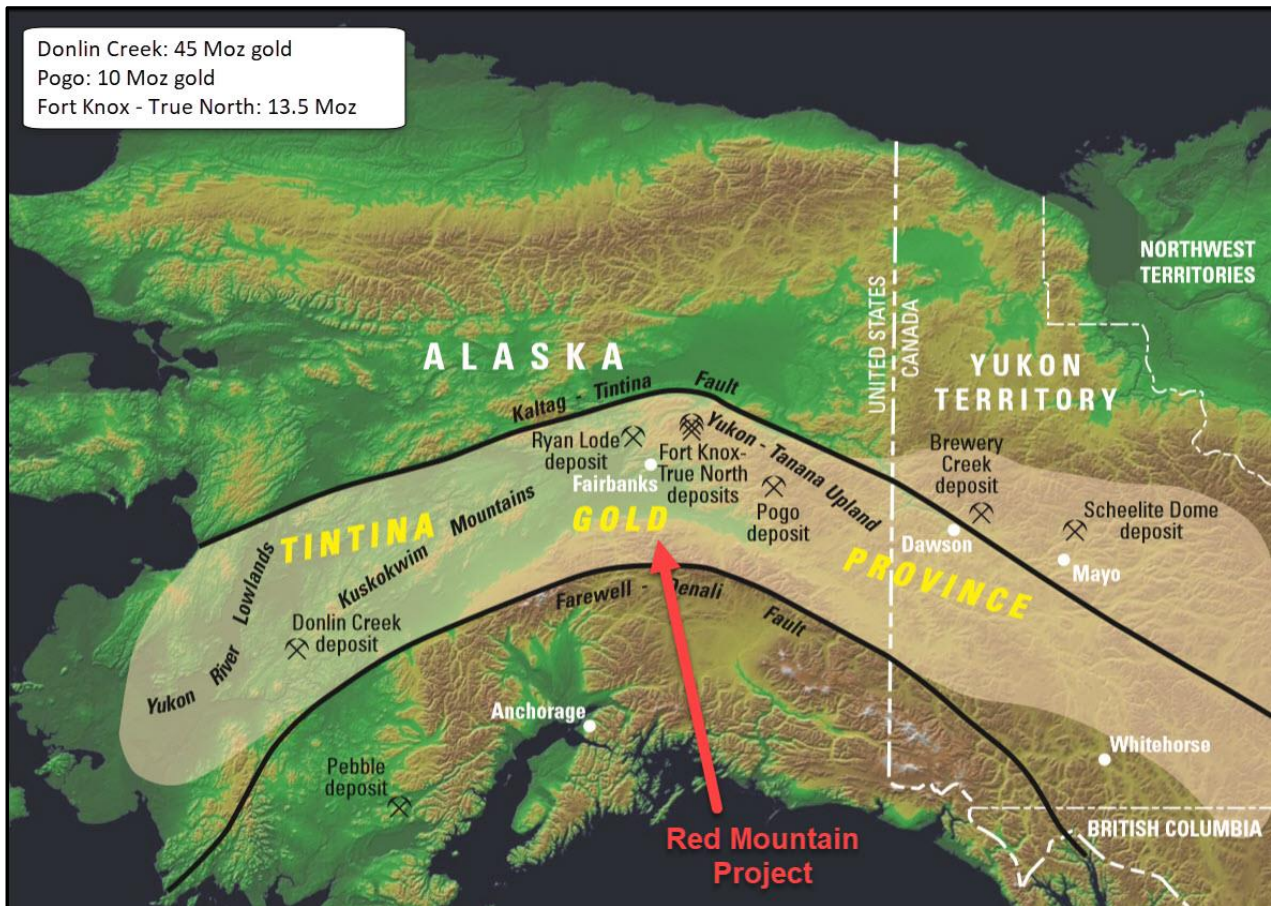 Donlin Creek: 45 Moz gold
Pogo: 10 Moz gold
Fort Knox - True North: 13.5 Moz
NORTHWEST
TERRITORIES
UNITED STATES
CANADA
ALASKA
YUKON
TERRITORY
Kaltag - Tintina Fault
Ryan Lode
deposit
Fairbanks
Fort Knox-
True North
deposits
Yukon - Tanana Upland
Pogo
deposit
Brewery
Creek
deposit
Scheelite Dome
deposit
Dawson
Mayo
TINTINA GOLD PROVINCE
Kuskokwim Mountains
Yukon River Lowlands
Donlin Creek
deposit
Farewell - Denali Fault
Anchorage
Whitehorse
Pebble
deposit
BRITISH COLUMBIA
Red Mountain
Project